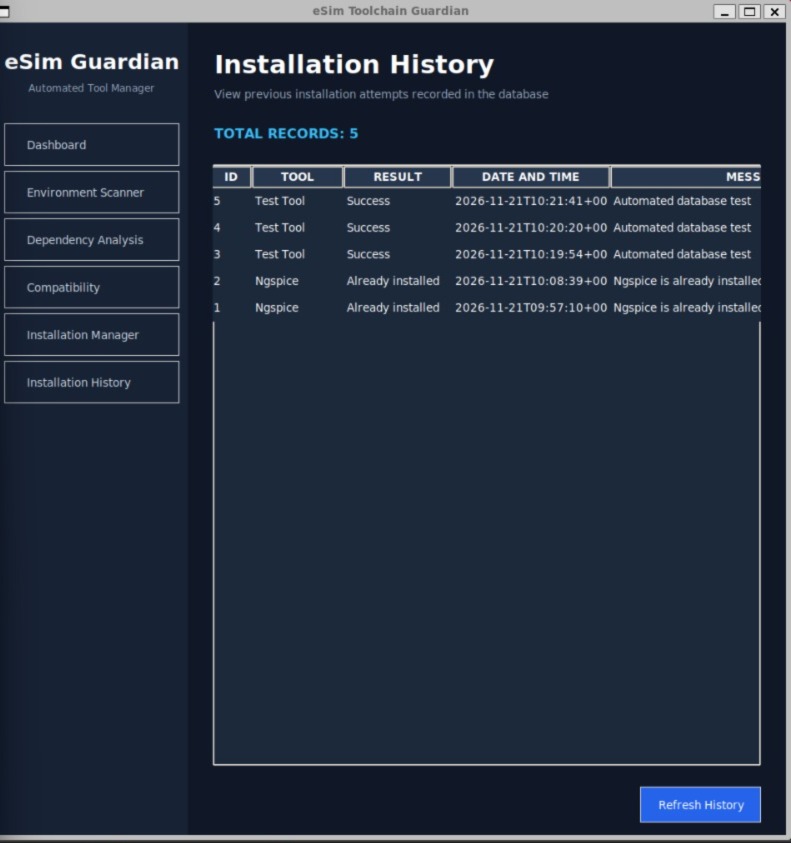 eSim Toolchain Guardian
eSim Guardian
Automated Tool Manager
Dashboard
Environment Scanner
Dependency Analysis
Compatibility
Installation Manager
Installation History
Installation History
View previous installation attempts recorded in the database
TOTAL RECORDS: 5
ID TOOL RESULT DATE AND TIME MESS
5 Test Tool Success 2026-11-21T10:21:41+00 Automated database test
4 Test Tool Success 2026-11-21T10:20:20+00 Automated database test
3 Test Tool Success 2026-11-21T10:19:54+00 Automated database test
2 Ngspice Already installed 2026-11-21T10:08:39+00 Ngspice is already installed
1 Ngspice Already installed 2026-11-21T09:57:10+00 Ngspice is already installed
Refresh History